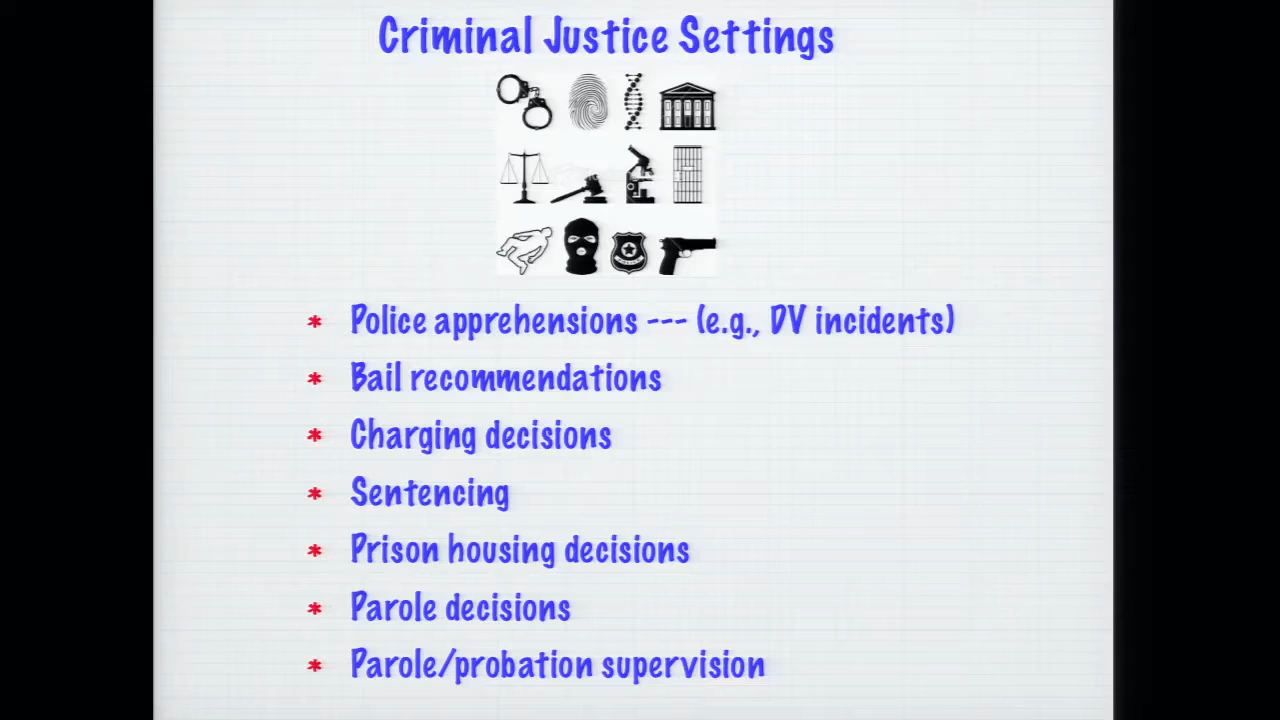 Criminal Justice Settings
* Police apprehensions --- (e.g., DV incidents)
* Bail recommendations
* Charging decisions
* Sentencing
* Prison housing decisions
* Parole decisions
* Parole/probation supervision